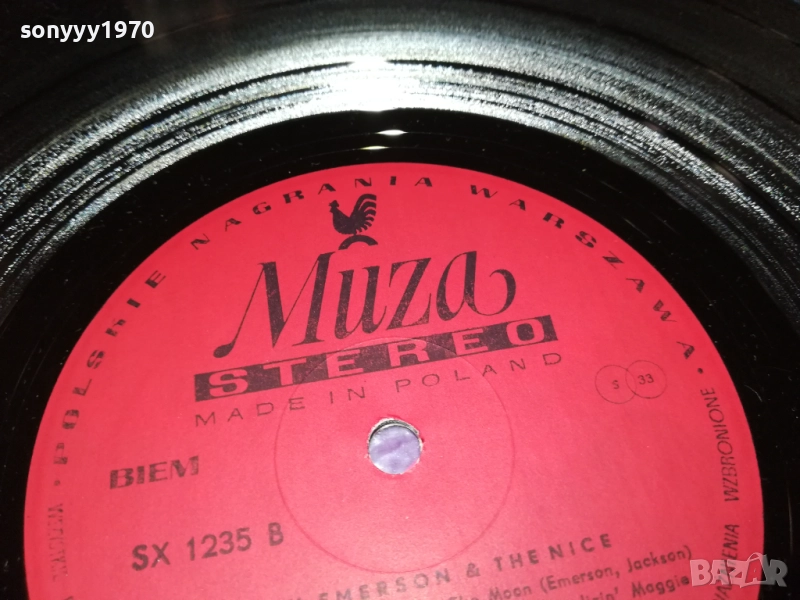 sonyyy1970
POLSKIE NAGRANIA WARSZAWA
Muza
STEREO
MADE IN POLAND
S 33
BIEM
SX 1235 B
EMERSON & THE NICE
The Moon (Emerson, Jackson)
Maggie
WZBRONIONE
BAZAR